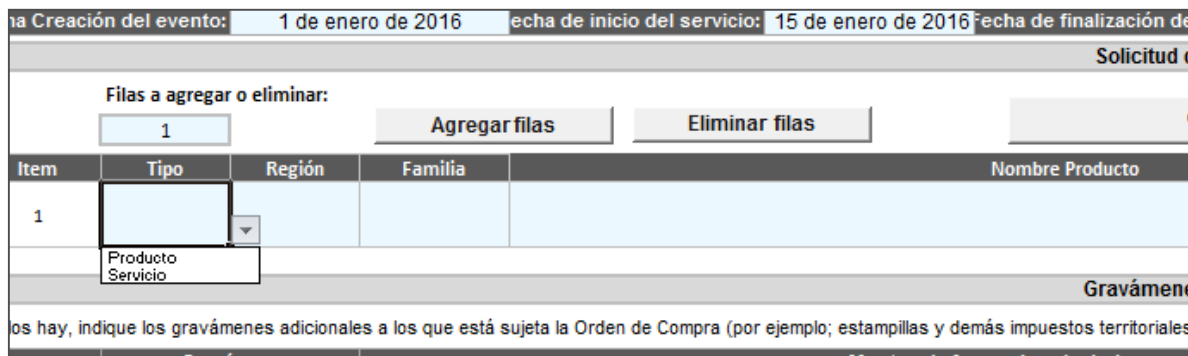 Creación del evento: 1 de enero de 2016 echa de inicio del servicio: 15 de enero de 2016 Fecha de finalización de
Solicitud
Filas a agregar o eliminar:
1 Agregar filas Eliminar filas
Item Tipo Región Familia Nombre Producto
1
Producto
Servicio
Gravámene
los hay, indique los gravámenes adicionales a los que está sujeta la Orden de Compra (por ejemplo; estampillas y demás impuestos territoriales